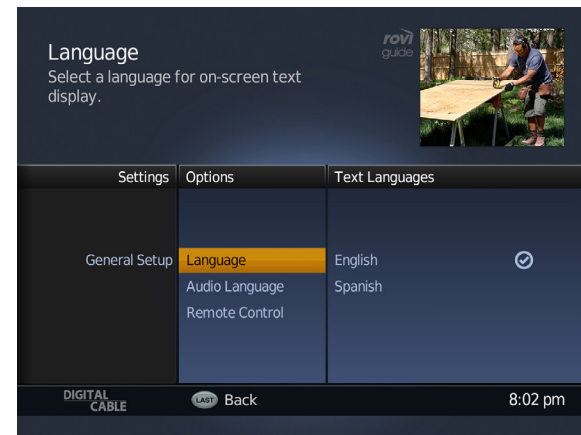 Language
Select a language for on-screen text
display.
rovi
guide
Settings
Options
Text Languages
General Setup
Language
English
Audio Language
Spanish
Remote Control
DIGITAL
CABLE
LAST
Back
8:02 pm